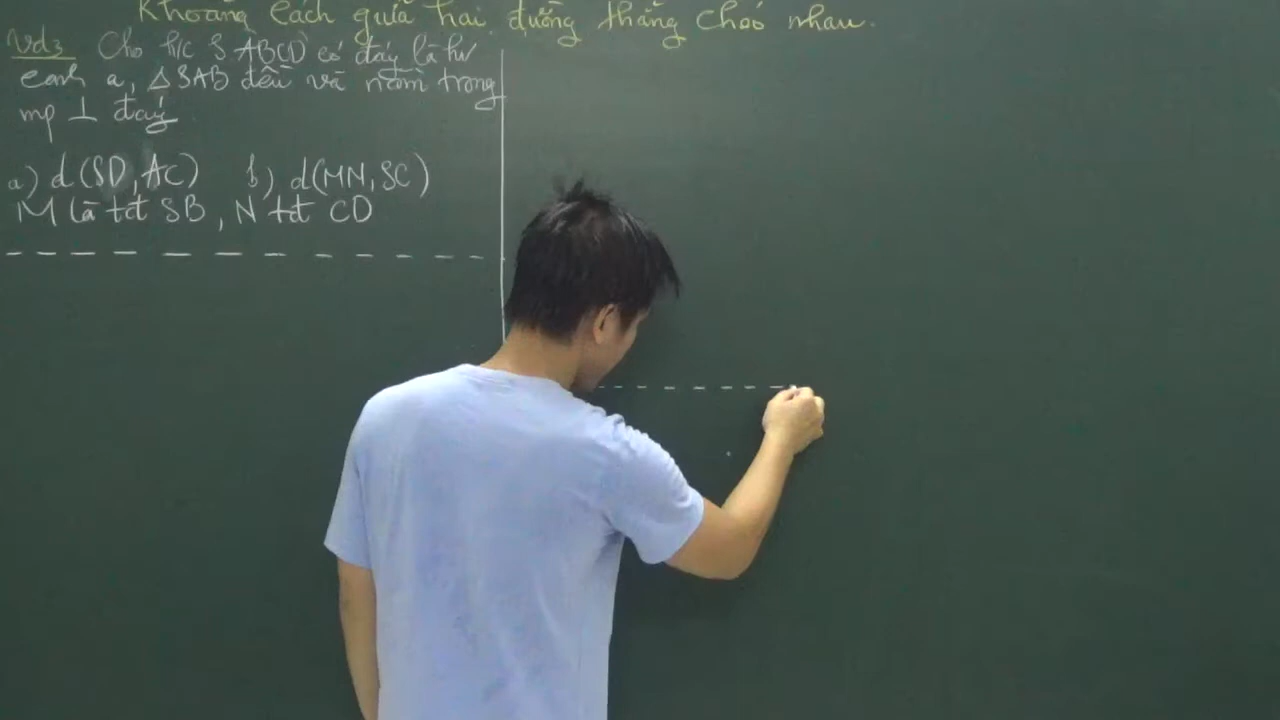 Khoảng cách giữa hai đường thẳng chéo nhau.
Vd3 Cho h/c S.ABCD có đáy là hv
cạnh a, △SAB đều và nằm trong
mp ⊥ đáy
a) d(SD, AC) b) d(MN, SC)
M là tđ SB, N tđ CD